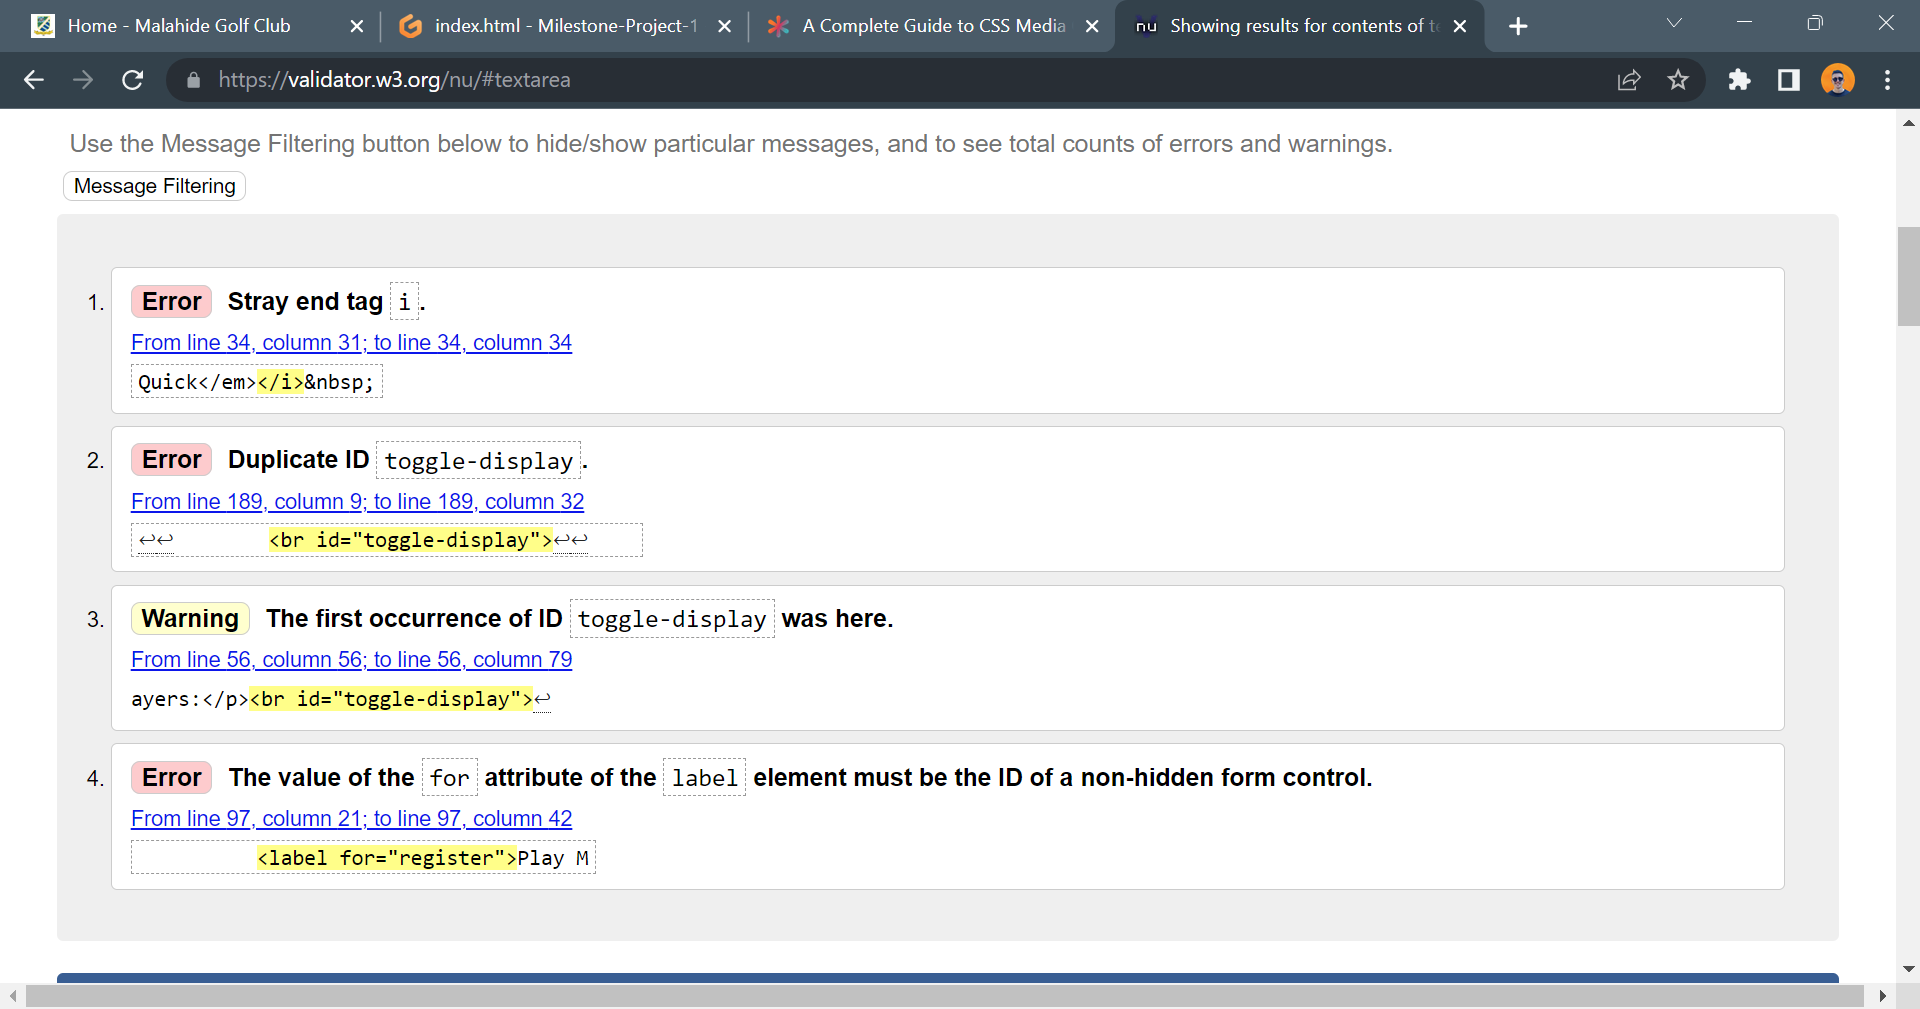 Home - Malahide Golf Club
index.html - Milestone-Project-1
A Complete Guide to CSS Media
nu Showing results for contents of te
https://validator.w3.org/nu/#textarea
Use the Message Filtering button below to hide/show particular messages, and to see total counts of errors and warnings.
Message Filtering
1. Error Stray end tag i.
From line 34, column 31; to line 34, column 34
Quick</em></i>&nbsp;
2. Error Duplicate ID toggle-display.
From line 189, column 9; to line 189, column 32
↩↩ <br id="toggle-display">↩↩
3. Warning The first occurrence of ID toggle-display was here.
From line 56, column 56; to line 56, column 79
ayers:</p><br id="toggle-display">↩
4. Error The value of the for attribute of the label element must be the ID of a non-hidden form control.
From line 97, column 21; to line 97, column 42
<label for="register">Play M